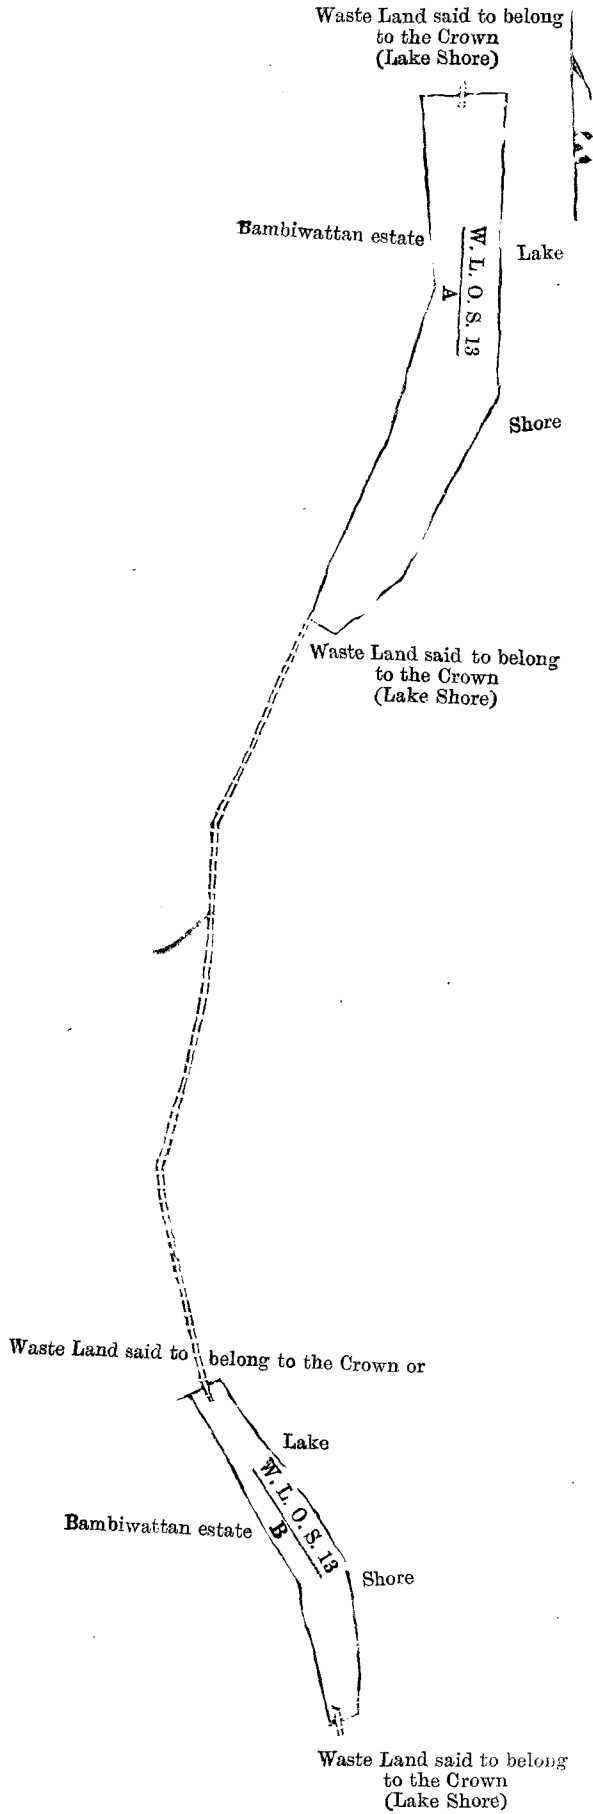 Waste Land said to belong
to the Crown
(Lake Shore)
Bambiwattan estate
W. L. O. S. 13
A
Lake
Shore
Waste Land said to belong
to the Crown
(Lake Shore)
Waste Land said to belong to the Crown or
Lake
W. L. O. S. 13
B
Bambiwattan estate
Shore
Waste Land said to belong
to the Crown
(Lake Shore)